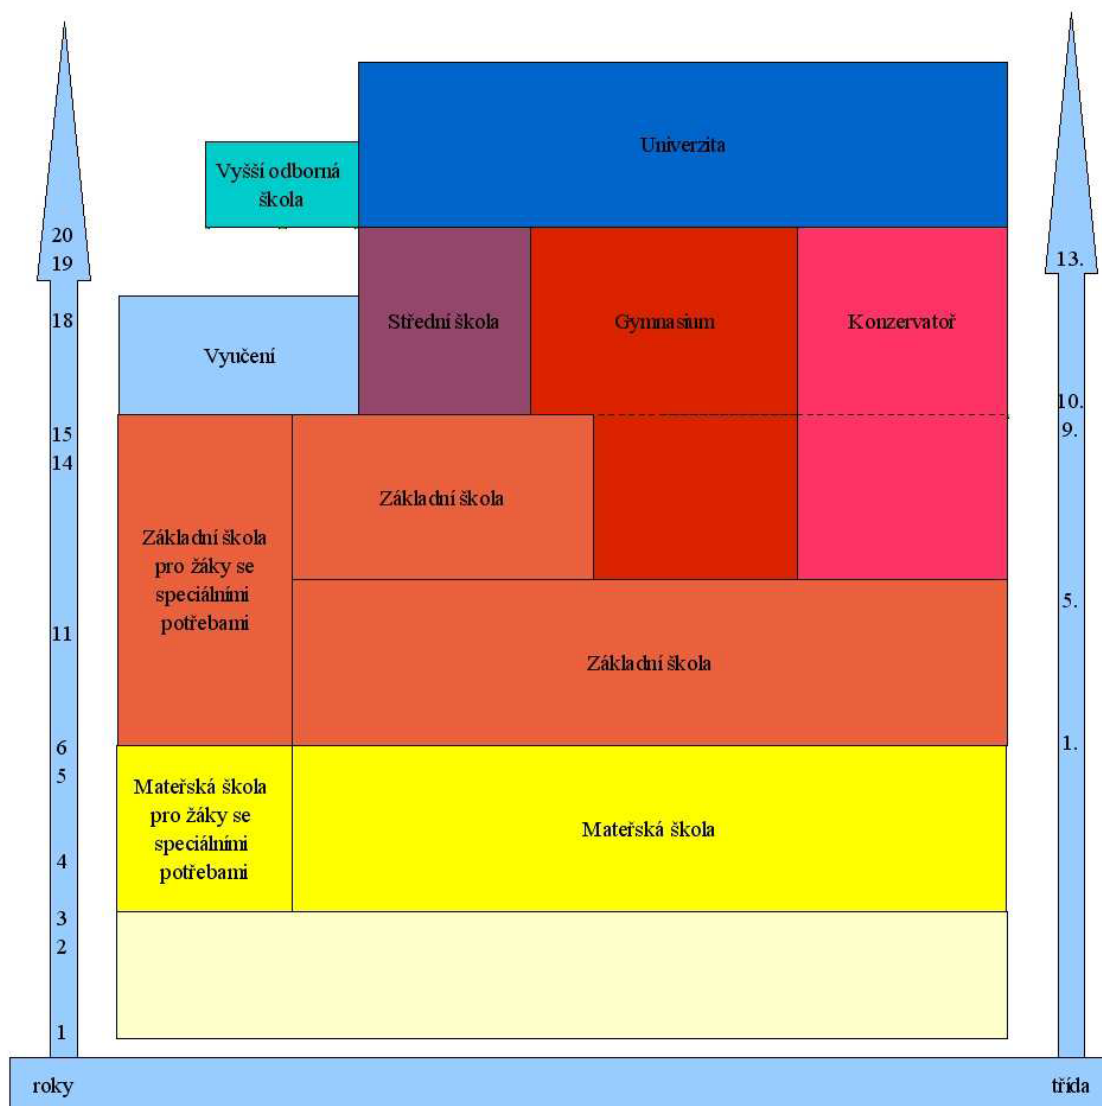 Univerzita
Vyšší odborná
škola
20
19
13.
18
Střední škola
Gymnasium
Konzervatoř
Vyučení
10.
15
9.
14
Základní škola
Základní škola
pro žáky se
speciálními
potřebami
5.
11
Základní škola
6
1.
5
Mateřská škola
pro žáky se
speciálními
potřebami
Mateřská škola
4
3
2
1
roky
třída